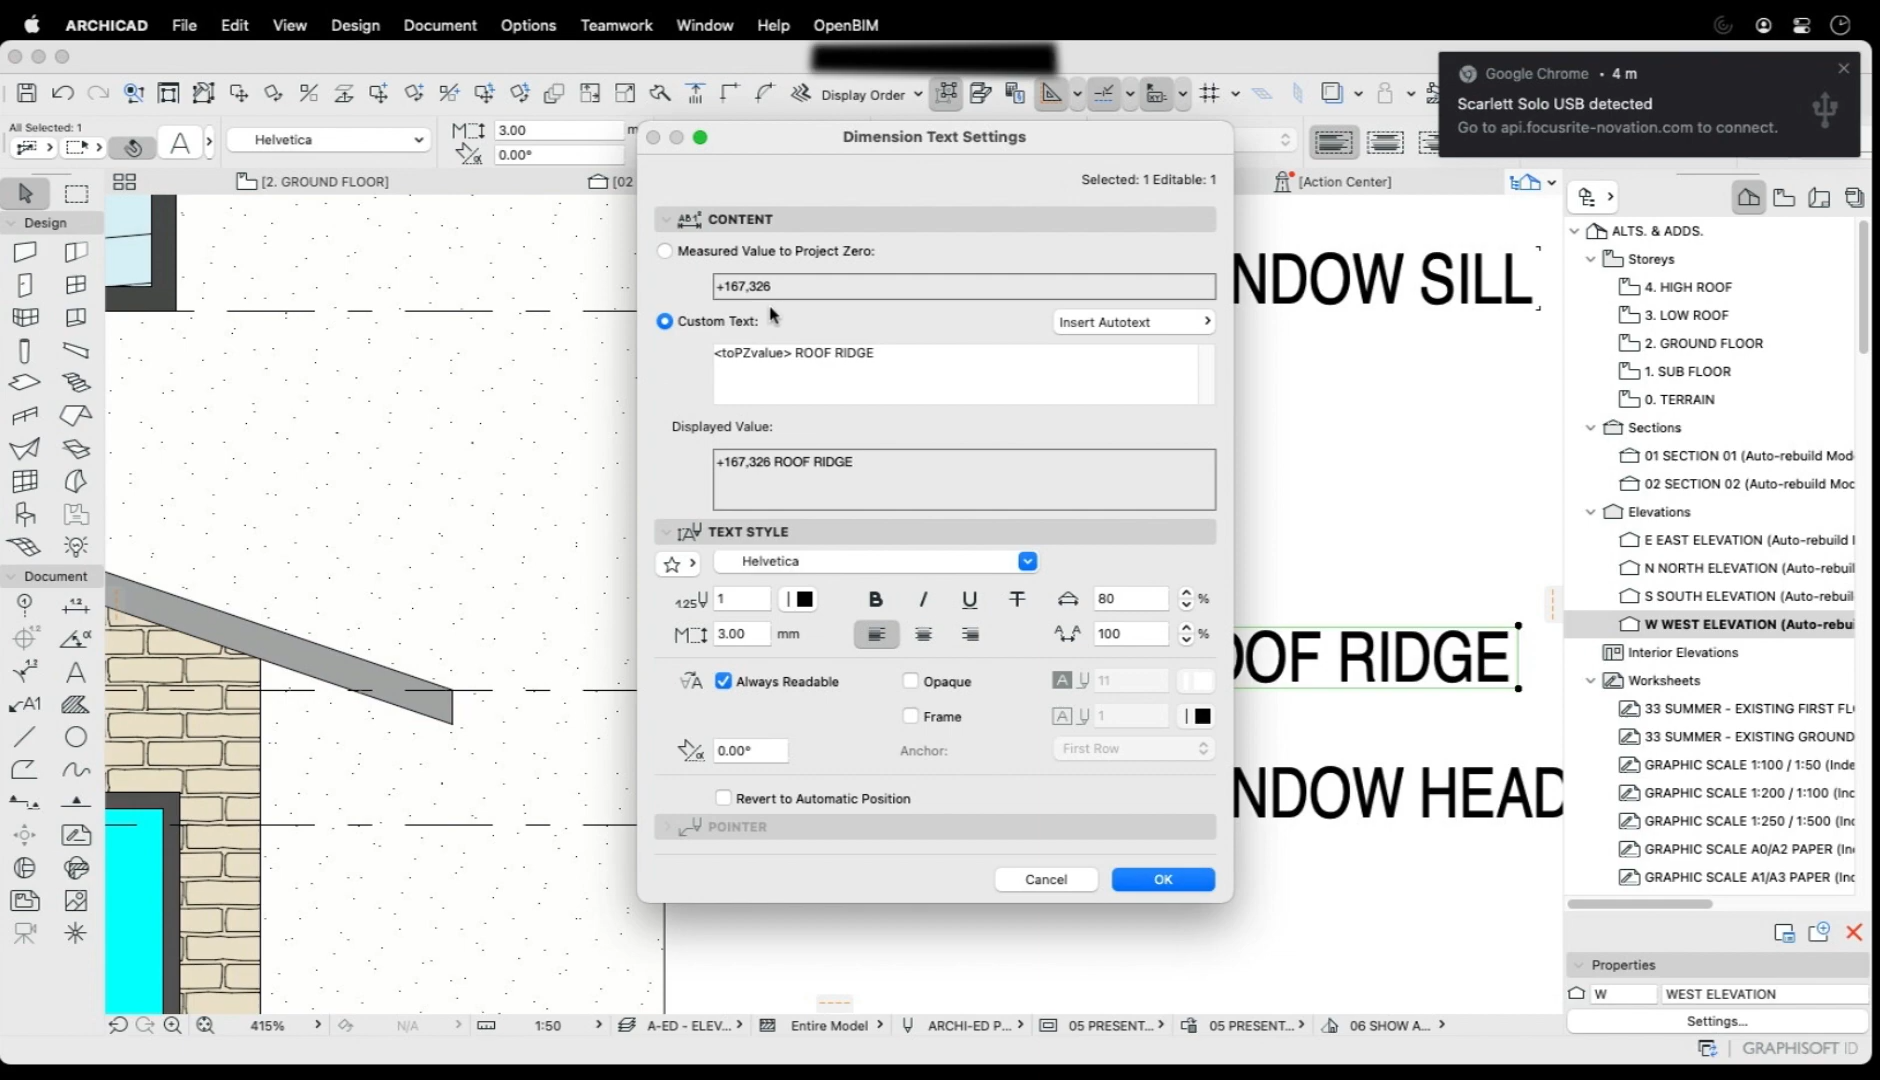 ARCHICAD File Edit View Design Document Options Teamwork Window Help OpenBIM
Google Chrome • 4 m
Scarlett Solo USB detected
Go to api.focusrite-novation.com to connect.
Display Order
All Selected: 1
Helvetica
3.00
0.00°
[2. GROUND FLOOR]
[02
[Action Center]
Design
Document
NDOW SILL
OOF RIDGE
NDOW HEAD
Dimension Text Settings
Selected: 1 Editable: 1
CONTENT
Measured Value to Project Zero:
+167,326
Custom Text:
Insert Autotext
<toPZvalue> ROOF RIDGE
Displayed Value:
+167,326 ROOF RIDGE
TEXT STYLE
Helvetica
1.25
1
B I U T
80 %
3.00 mm
100 %
Always Readable
Opaque
11
Frame
1
0.00°
Anchor:
First Row
Revert to Automatic Position
POINTER
Cancel
OK
ALTS. & ADDS.
Storeys
4. HIGH ROOF
3. LOW ROOF
2. GROUND FLOOR
1. SUB FLOOR
0. TERRAIN
Sections
01 SECTION 01 (Auto-rebuild Mod
02 SECTION 02 (Auto-rebuild Moc
Elevations
E EAST ELEVATION (Auto-rebuild
N NORTH ELEVATION (Auto-rebuil
S SOUTH ELEVATION (Auto-rebuil
W WEST ELEVATION (Auto-rebu
Interior Elevations
Worksheets
33 SUMMER - EXISTING FIRST FL
33 SUMMER - EXISTING GROUND
GRAPHIC SCALE 1:100 / 1:50 (Inde
GRAPHIC SCALE 1:200 / 1:100 (Inc
GRAPHIC SCALE 1:250 / 1:500 (In
GRAPHIC SCALE A0/A2 PAPER (In
GRAPHIC SCALE A1/A3 PAPER (Inc
Properties
W
WEST ELEVATION
Settings...
415%
N/A
1:50
A-ED - ELEV...
Entire Model
ARCHI-ED P...
05 PRESENT...
05 PRESENT...
06 SHOW A...
GRAPHISOFT ID